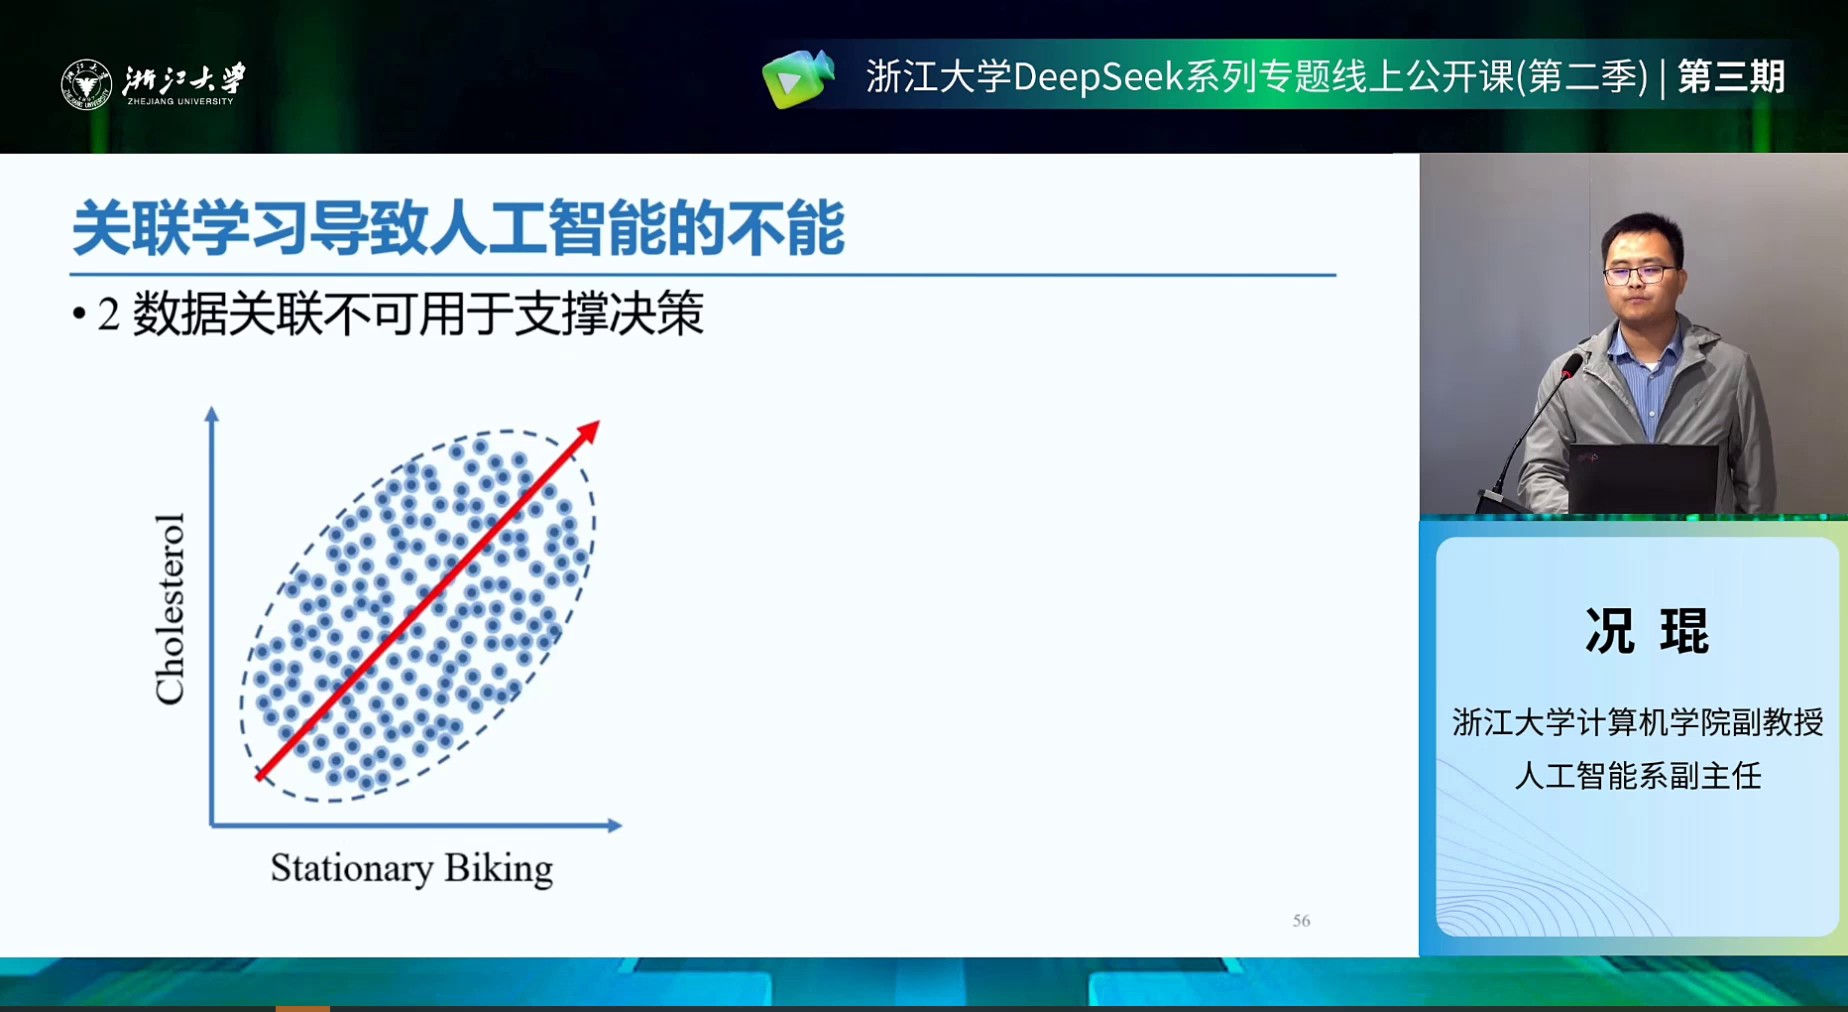 浙江大学
ZHEJIANG UNIVERSITY
浙江大学DeepSeek系列专题线上公开课(第二季) | 第三期
关联学习导致人工智能的不能
• 2 数据关联不可用于支撑决策
Cholesterol
Stationary Biking
56
况 琨
浙江大学计算机学院副教授
人工智能系副主任